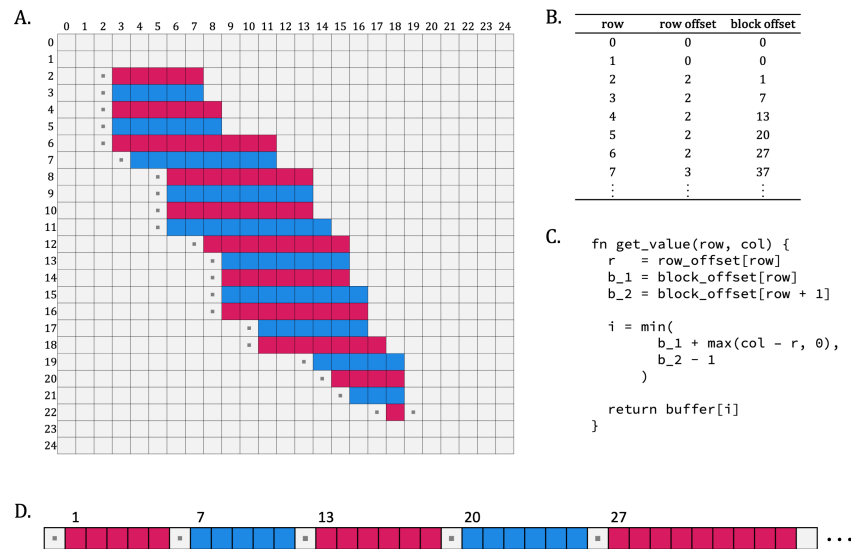 A.
0 1 2 3 4 5 6 7 8 9 10 11 12 13 14 15 16 17 18 19 20 21 22 23 24
0
1
2
3
4
5
6
7
8
9
10
11
12
13
14
15
16
17
18
19
20
21
22
23
24
B.
row row offset block offset
0 0 0
1 0 0
2 2 1
3 2 7
4 2 13
5 2 20
6 2 27
7 3 37
⋮ ⋮ ⋮
C.
fn get_value(row, col) {
r = row_offset[row]
b_1 = block_offset[row]
b_2 = block_offset[row + 1]
i = min(
b_1 + max(col – r, 0),
b_2 - 1
)
return buffer[i]
}
D.
1 7 13 20 27
...